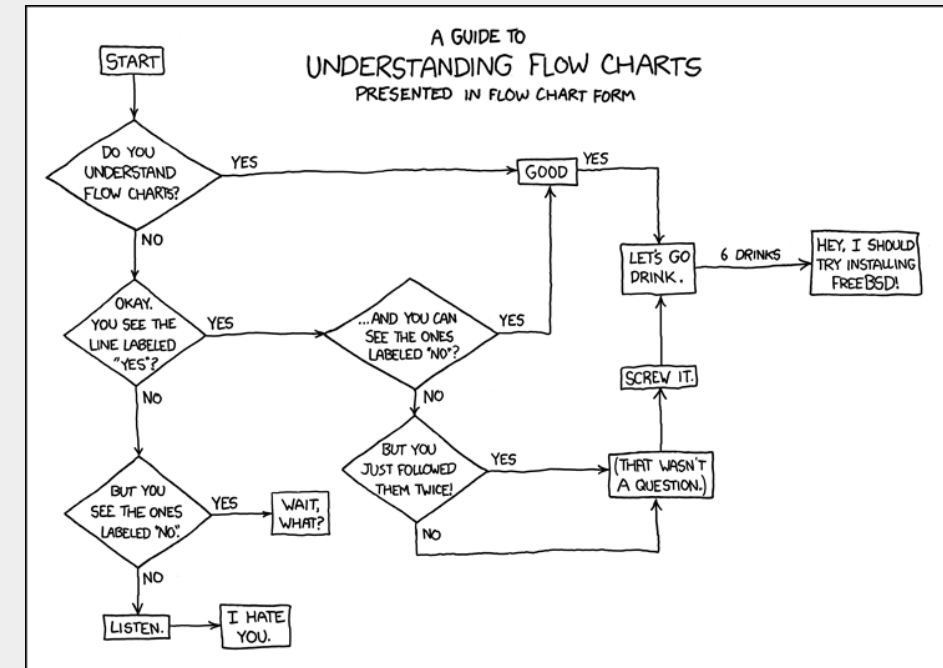 A GUIDE TO
UNDERSTANDING FLOW CHARTS
PRESENTED IN FLOW CHART FORM
START
DO YOU
UNDERSTAND
FLOW CHARTS?
YES
GOOD
YES
NO
LET'S GO
DRINK.
6 DRINKS
HEY, I SHOULD
TRY INSTALLING
FREEBSD!
OKAY.
YOU SEE THE
LINE LABELED
"YES"?
YES
...AND YOU CAN
SEE THE ONES
LABELED "NO"?
YES
NO
NO
SCREW IT.
BUT YOU
JUST FOLLOWED
THEM TWICE!
YES
(THAT WASN'T
A QUESTION.)
NO
BUT YOU
SEE THE ONES
LABELED "NO".
YES
WAIT,
WHAT?
NO
LISTEN.
I HATE
YOU.